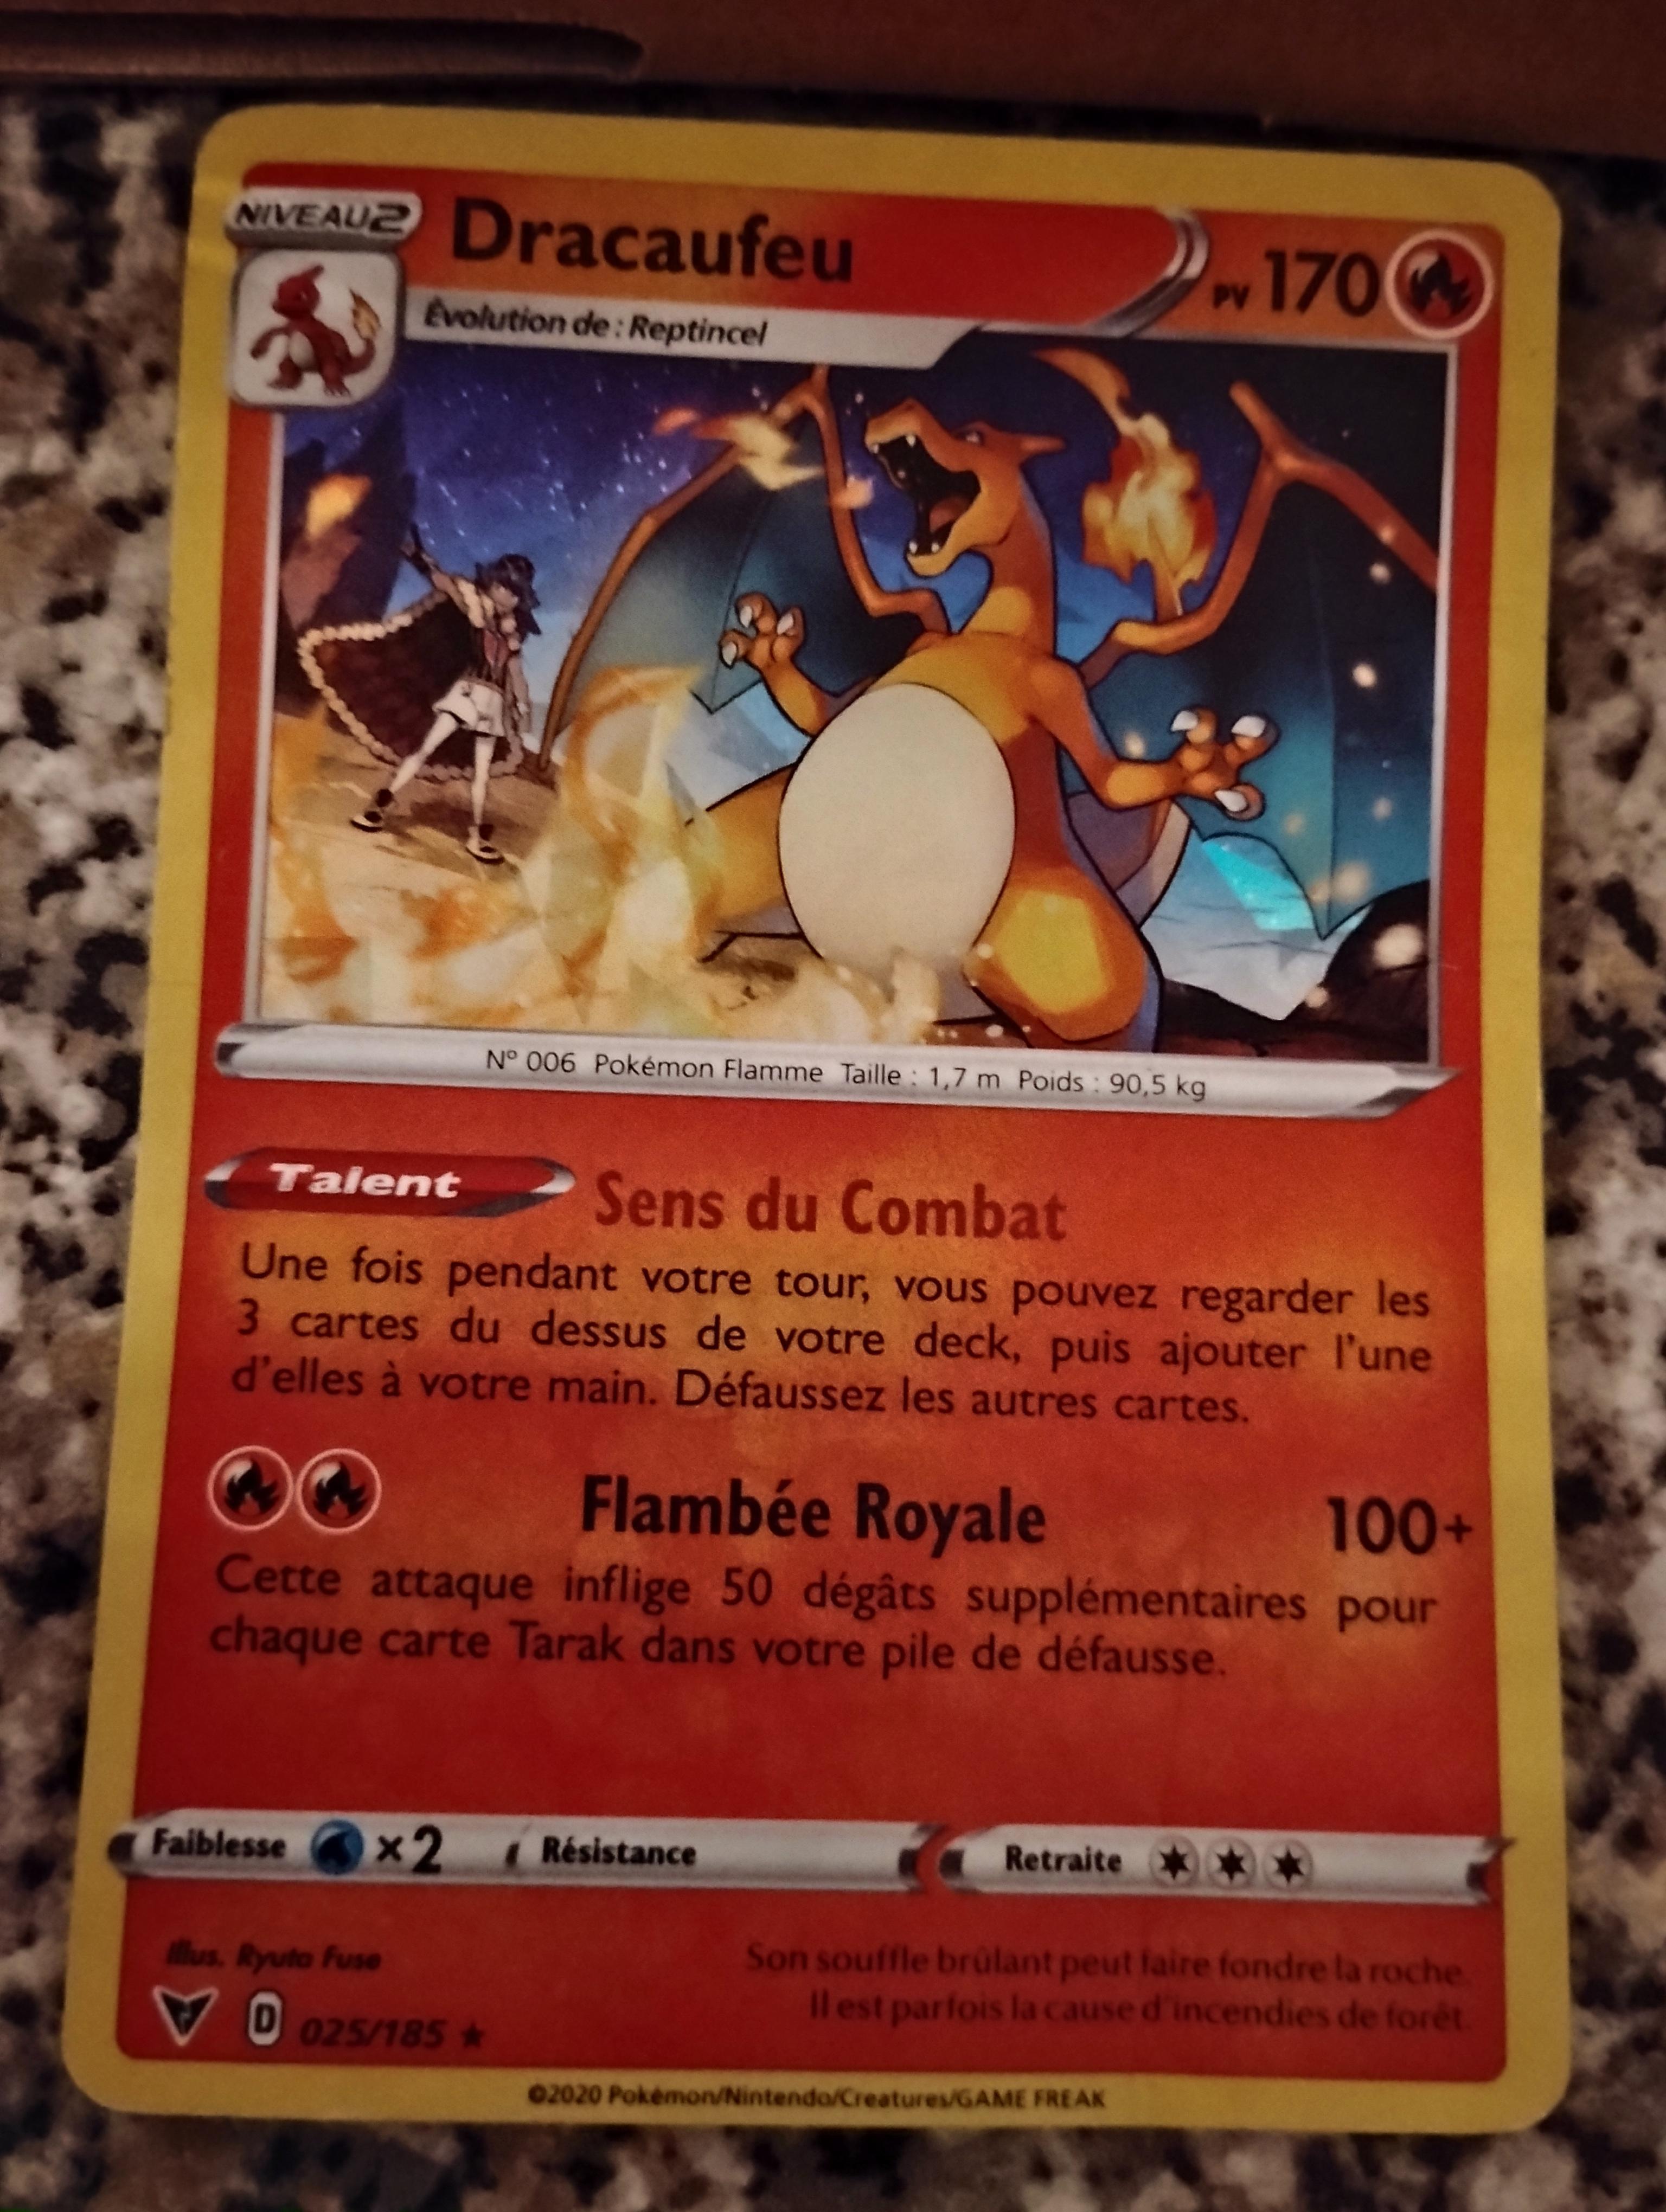 NIVEAU2
Dracaufeu
PV 170
Évolution de : Reptincel
N° 006 Pokémon Flamme Taille : 1,7 m Poids : 90,5 kg
Talent Sens du Combat
Une fois pendant votre tour, vous pouvez regarder les
3 cartes du dessus de votre deck, puis ajouter l'une
d'elles à votre main. Défaussez les autres cartes.
Flambée Royale 100+
Cette attaque inflige 50 dégâts supplémentaires pour
chaque carte Tarak dans votre pile de défausse.
Faiblesse ×2 Résistance Retraite
Illus. Ryuta Fuse
Son souffle brûlant peut faire fondre la roche.
Il est parfois la cause d'incendies de forêt.
D 025/185 ★
©2020 Pokémon/Nintendo/Creatures/GAME FREAK